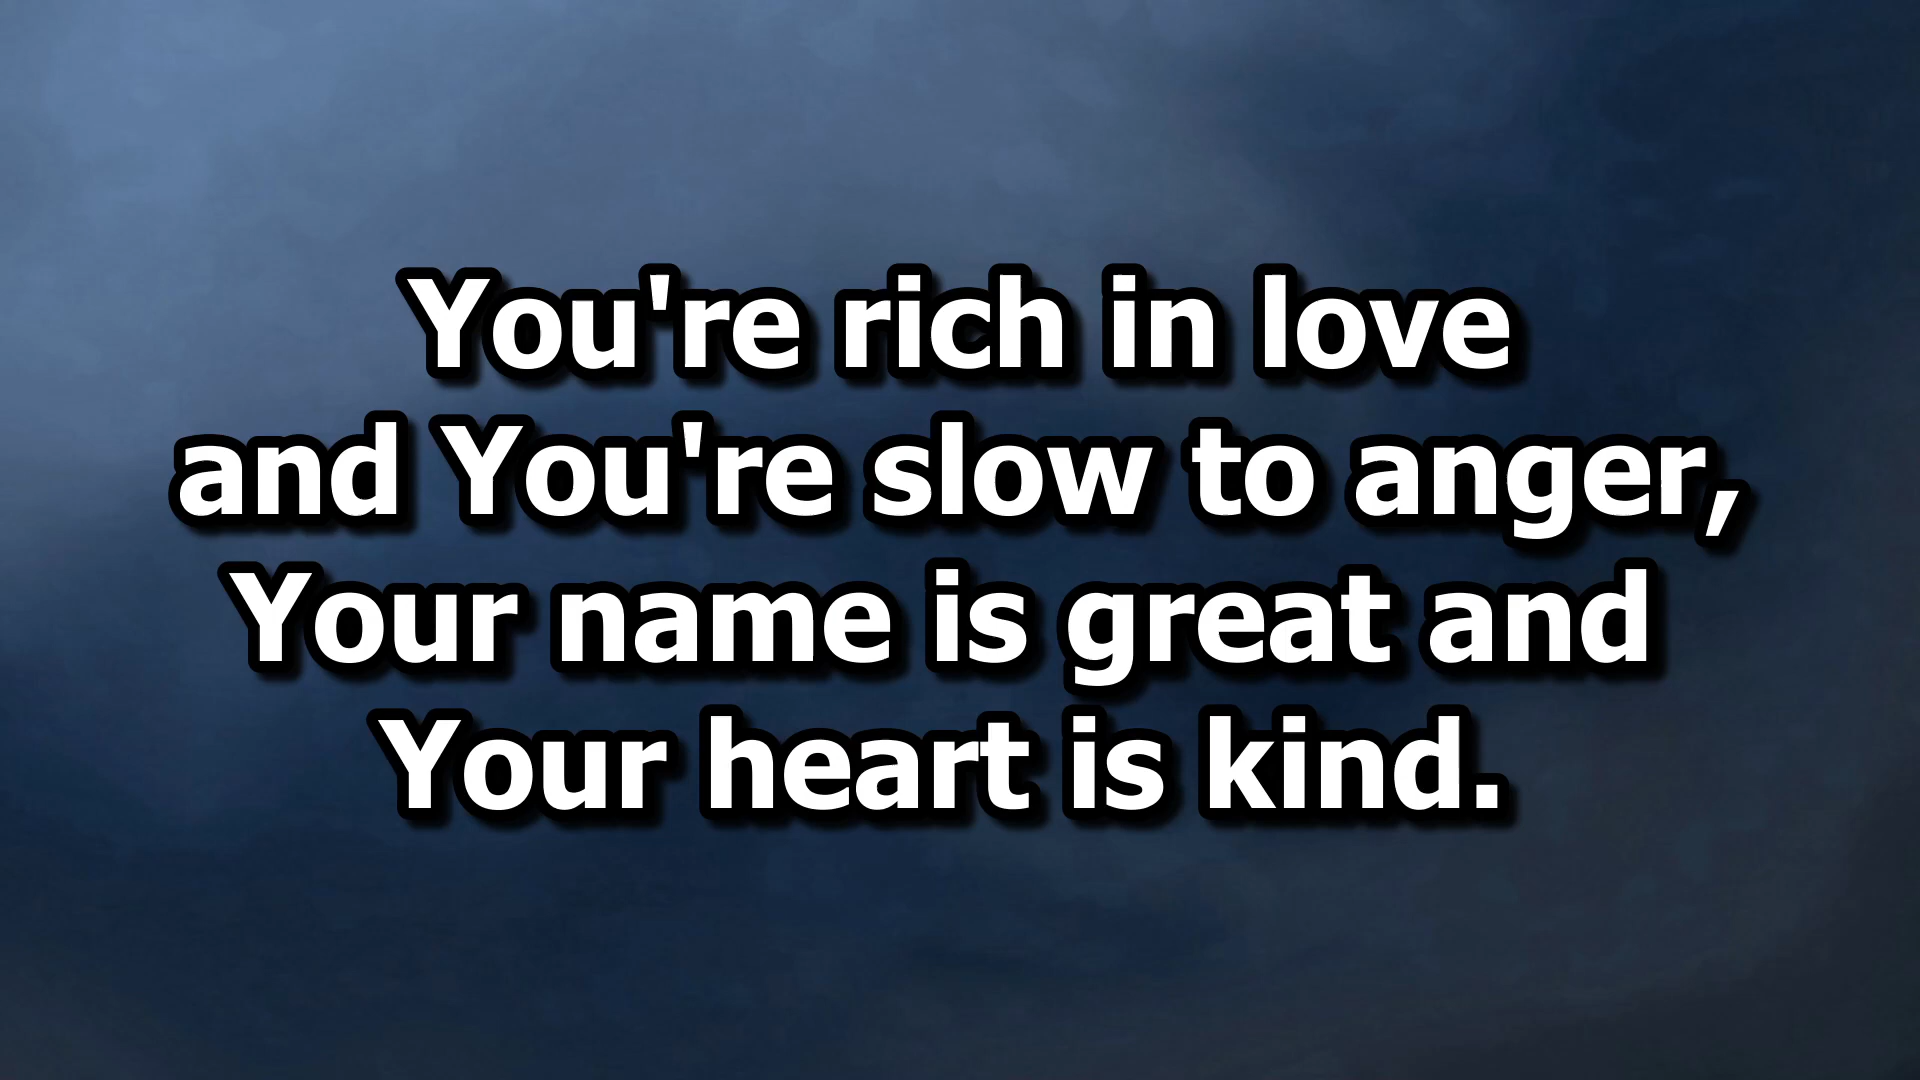 You're rich in love
and You're slow to anger,
Your name is great and
Your heart is kind.